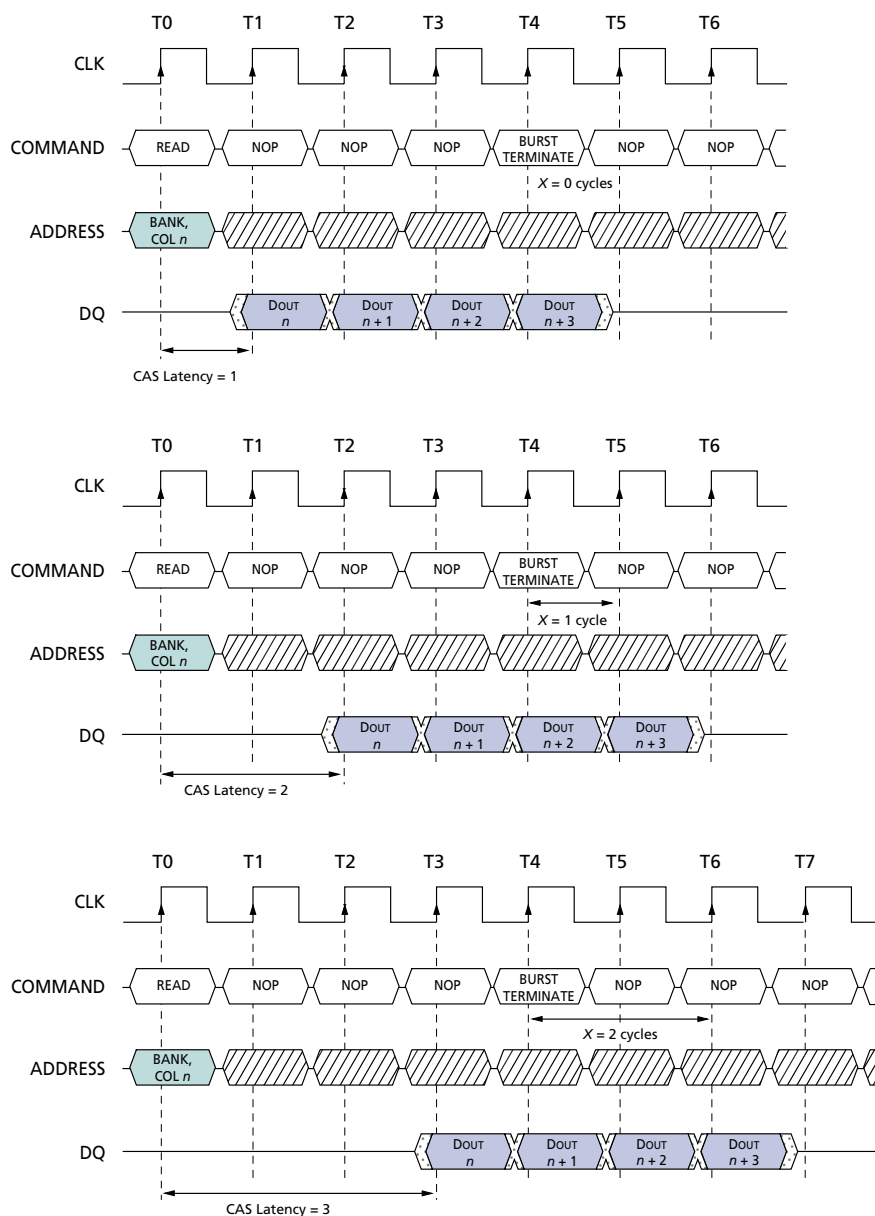 T0 T1 T2 T3 T4 T5 T6
CLK
COMMAND READ NOP NOP NOP BURST TERMINATE NOP NOP
X = 0 cycles
ADDRESS BANK, COL n
DQ DOUT n DOUT n + 1 DOUT n + 2 DOUT n + 3
CAS Latency = 1
T0 T1 T2 T3 T4 T5 T6
CLK
COMMAND READ NOP NOP NOP BURST TERMINATE NOP NOP
X = 1 cycle
ADDRESS BANK, COL n
DQ DOUT n DOUT n + 1 DOUT n + 2 DOUT n + 3
CAS Latency = 2
T0 T1 T2 T3 T4 T5 T6 T7
CLK
COMMAND READ NOP NOP NOP BURST TERMINATE NOP NOP NOP
X = 2 cycles
ADDRESS BANK, COL n
DQ DOUT n DOUT n + 1 DOUT n + 2 DOUT n + 3
CAS Latency = 3